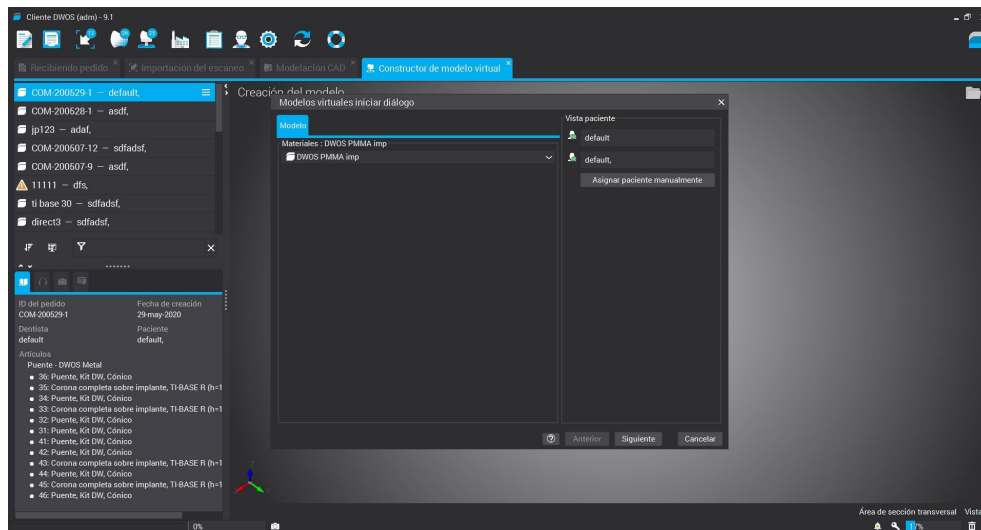 Cliente DWOS (adm) - 9.1
Recibiendo pedido
Importación del escaneo
Modelación CAD
Constructor de modelo virtual
COM-200529-1 — default,
COM-200528-1 — asdf,
jp123 — adaf,
COM-200507-12 — sdfadsf,
COM-200507-9 — asdf,
11111 — dfs,
ti base 30 — sdfadsf,
direct3 — sdfadsf,
ID del pedido Fecha de creación
COM-200529-1 29-may-2020
Dentista Paciente
default default,
Artículos
Puente - DWOS Metal
36: Puente, Kit DW, Cónico
35: Corona completa sobre implante, TI-BASE R (h=1
34: Puente, Kit DW, Cónico
33: Corona completa sobre implante, TI-BASE R (h=1
32: Puente, Kit DW, Cónico
31: Puente, Kit DW, Cónico
41: Puente, Kit DW, Cónico
42: Puente, Kit DW, Cónico
43: Corona completa sobre implante, TI-BASE R (h=1
44: Puente, Kit DW, Cónico
45: Corona completa sobre implante, TI-BASE R (h=1
46: Puente, Kit DW, Cónico
Creación del modelo
Modelos virtuales iniciar diálogo
Modelo
Materiales : DWOS PMMA imp
DWOS PMMA imp
Vista paciente
default
default,
Asignar paciente manualmente
Anterior Siguiente Cancelar
Área de sección transversal Vista
0% 17%